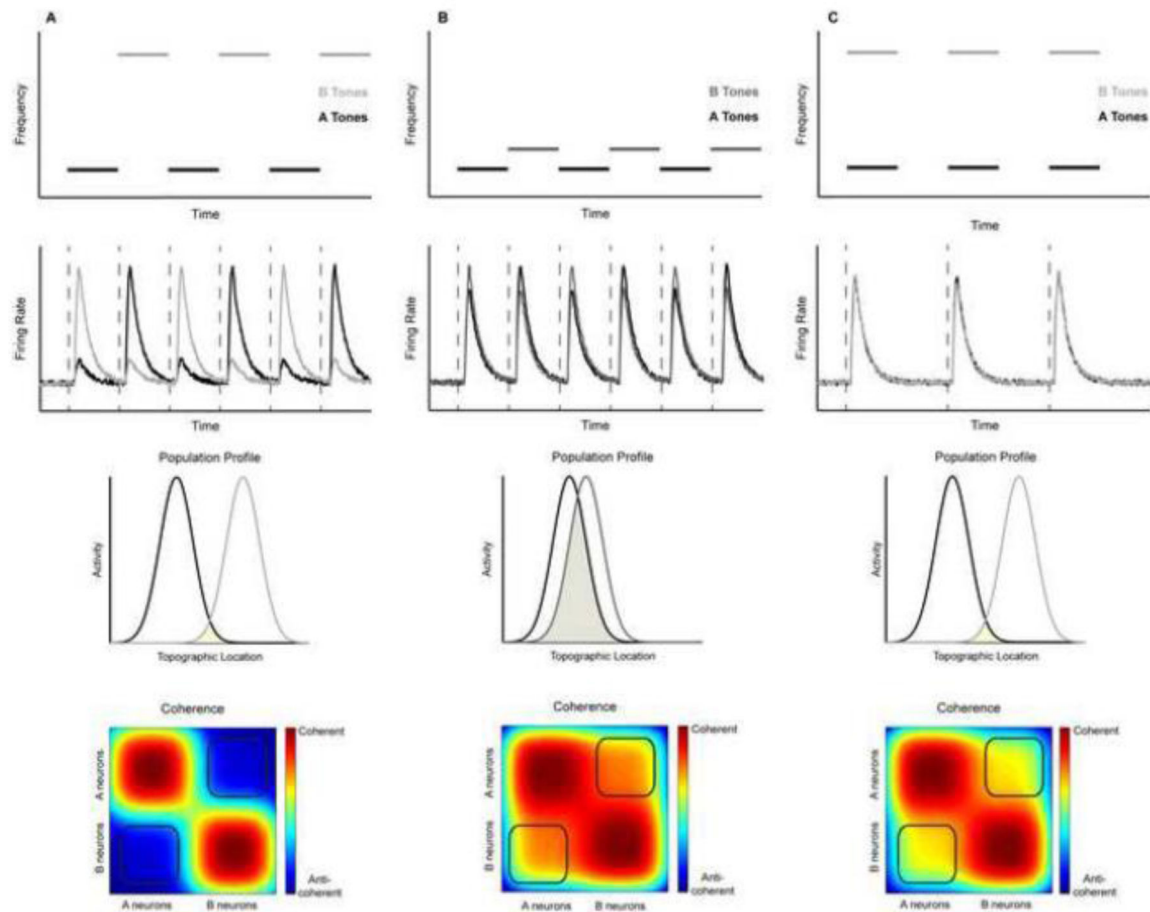 A
Frequency
B Tones
A Tones
Time
Firing Rate
Time
Population Profile
Activity
Topographic Location
Coherence
A neurons
B neurons
A neurons
B neurons
Coherent
Anti-
coherent
B
Frequency
B Tones
A Tones
Time
Firing Rate
Time
Population Profile
Activity
Topographic Location
Coherence
A neurons
B neurons
A neurons
B neurons
Coherent
Anti-
coherent
C
Frequency
B Tones
A Tones
Time
Firing Rate
Time
Population Profile
Activity
Topographic Location
Coherence
A neurons
B neurons
A neurons
B neurons
Coherent
Anti-
coherent